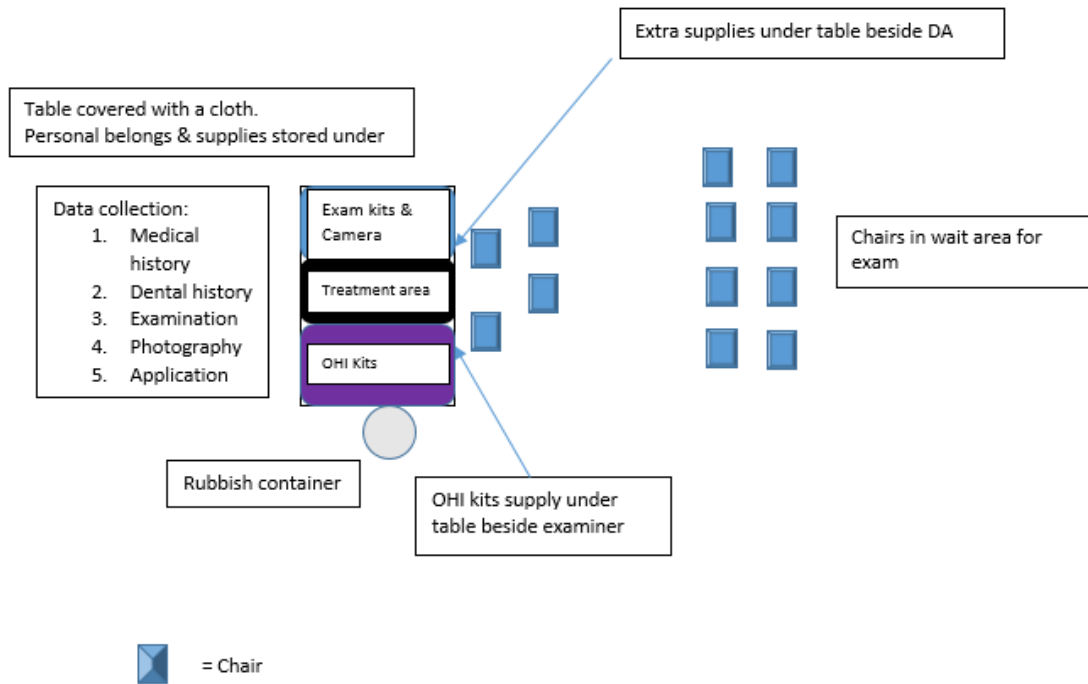 Extra supplies under table beside DA
Table covered with a cloth.
Personal belongs & supplies stored under
Data collection:
1. Medical
history
2. Dental history
3. Examination
4. Photography
5. Application
Exam kits &
Camera
Treatment area
OHI Kits
Chairs in wait area for
exam
Rubbish container
OHI kits supply under
table beside examiner
= Chair